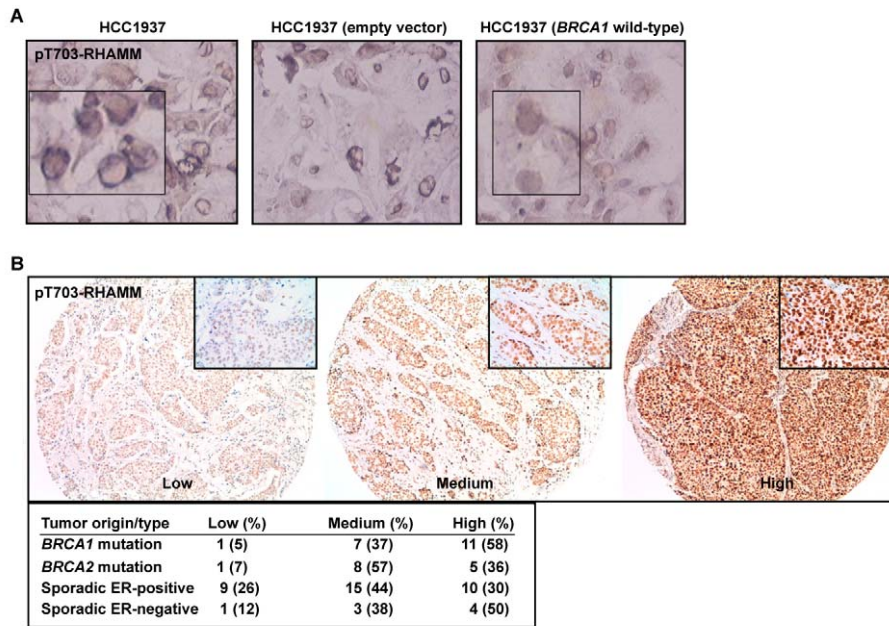 A
HCC1937
HCC1937 (empty vector)
HCC1937 (BRCA1 wild-type)
pT703-RHAMM
B
pT703-RHAMM
Low
Medium
High
Tumor origin/type Low (%) Medium (%) High (%)
BRCA1 mutation 1 (5) 7 (37) 11 (58)
BRCA2 mutation 1 (7) 8 (57) 5 (36)
Sporadic ER-positive 9 (26) 15 (44) 10 (30)
Sporadic ER-negative 1 (12) 3 (38) 4 (50)